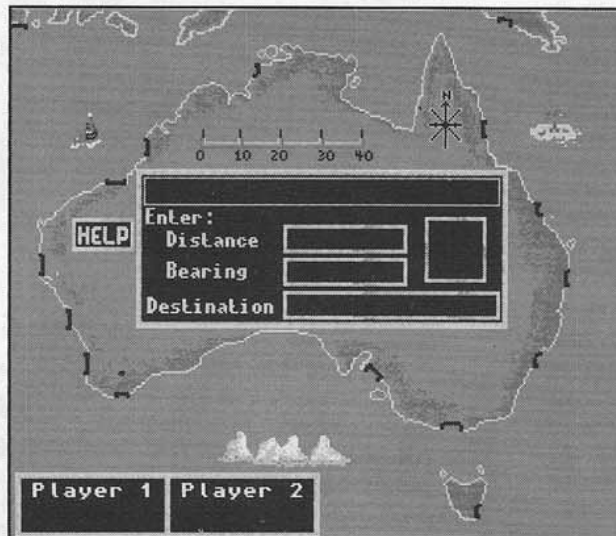 N
0 10 20 30 40
Enter:
HELP
Distance
Bearing
Destination
Player 1 Player 2